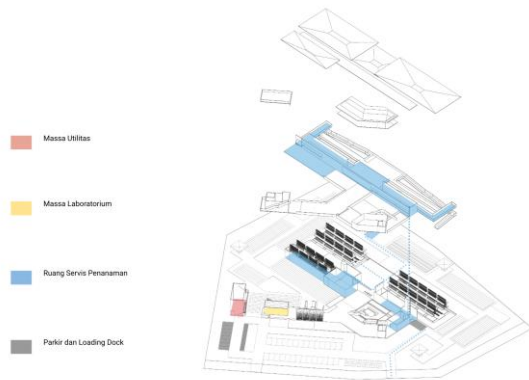 Massa Utilitas
Massa Laboratorium
Ruang Servis Penanaman
Parkir dan Loading Dock